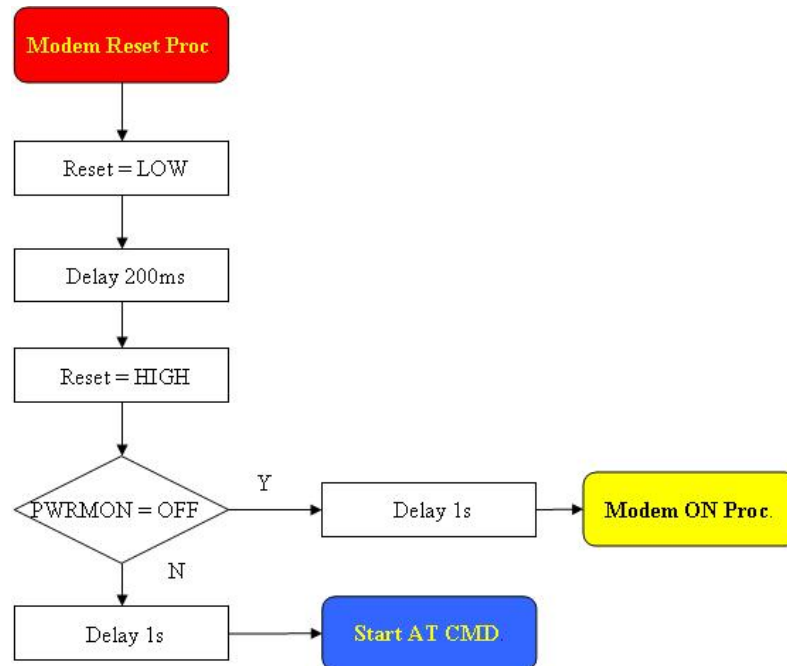 Modem Reset Proc
Reset = LOW
Delay 200ms
Reset = HIGH
PWRMON = OFF
Y
Delay 1s
Modem ON Proc.
N
Delay 1s
Start AT CMD